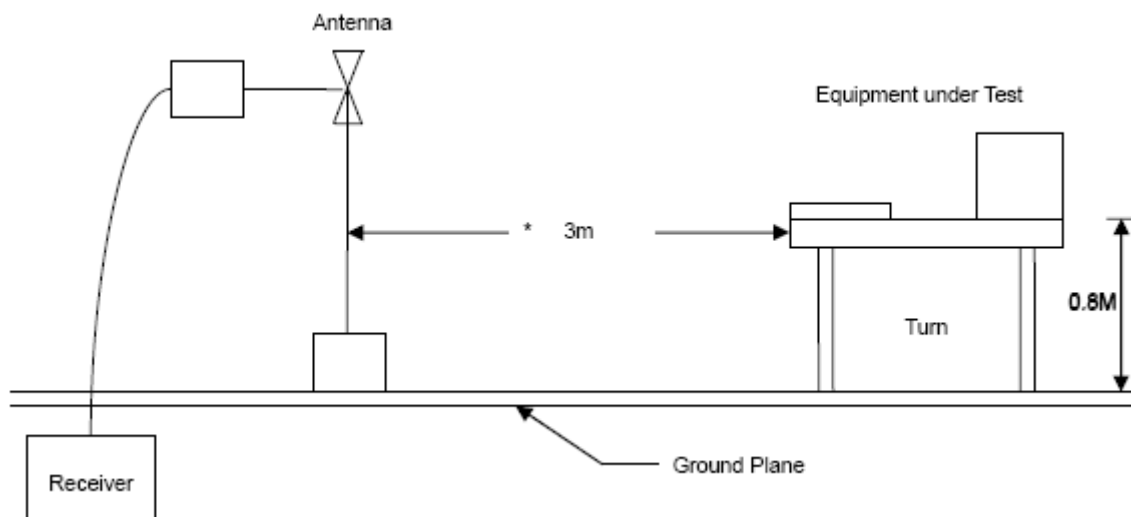 Antenna
Equipment under Test
* 3m
0.8M
Turn
Ground Plane
Receiver